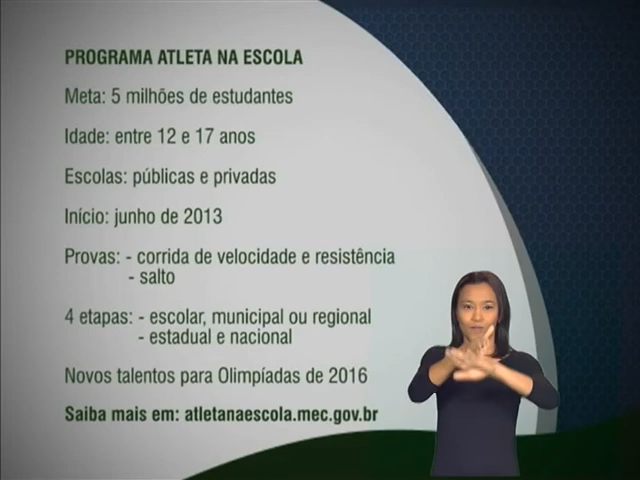 PROGRAMA ATLETA NA ESCOLA
Meta: 5 milhões de estudantes
Idade: entre 12 e 17 anos
Escolas: públicas e privadas
Início: junho de 2013
Provas: - corrida de velocidade e resistência
- salto
4 etapas: - escolar, municipal ou regional
- estadual e nacional
Novos talentos para Olimpíadas de 2016
Saiba mais em: atletanaescola.mec.gov.br